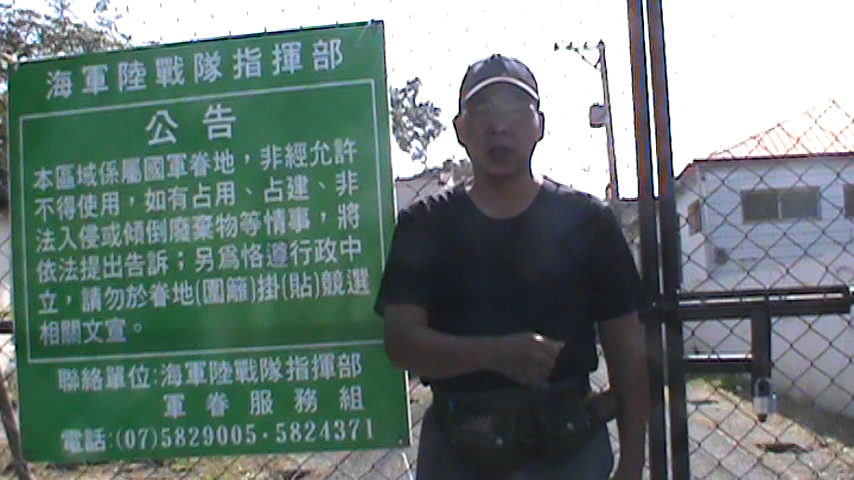 海軍陸戰隊指揮部
公告
本區域係屬國軍眷地，非經允許
不得使用，如有占用、占建、非
法入侵或傾倒廢棄物等情事，將
依法提出告訴；另為恪遵行政中
立，請勿於眷地(圍籬)掛(貼)競選
相關文宣。
聯絡單位:海軍陸戰隊指揮部
軍眷服務組
電話:(07)5829005·5824371